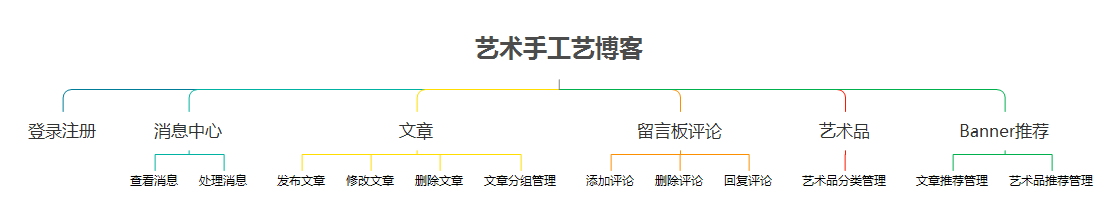 艺术手工艺博客
登录注册 消息中心 文章 留言板评论 艺术品 Banner推荐
查看消息 处理消息 发布文章 修改文章 删除文章 文章分组管理 添加评论 删除评论 回复评论 艺术品分类管理 文章推荐管理 艺术品推荐管理